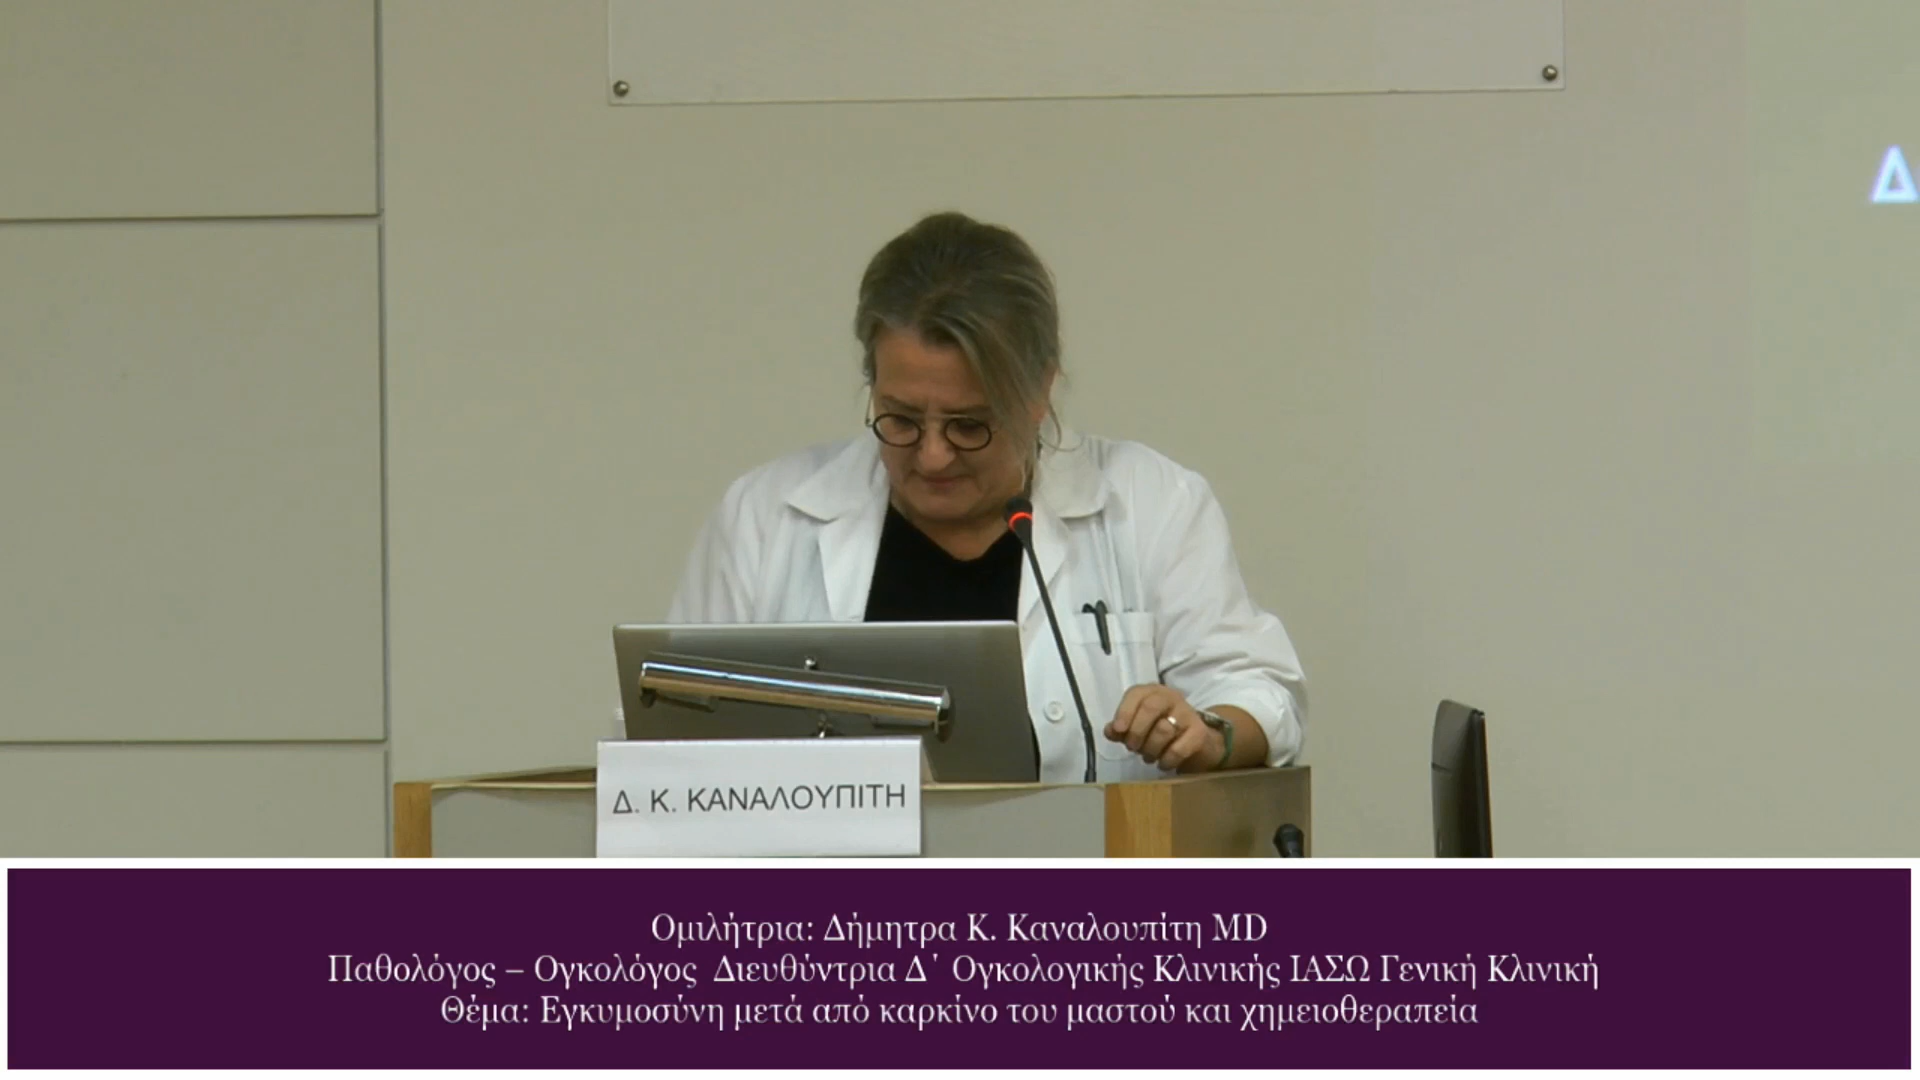 Δ
Δ. Κ. ΚΑΝΑΛΟΥΠΙΤΗ
Ομιλήτρια: Δήμητρα Κ. Καναλουπίτη MD
Παθολόγος – Ογκολόγος Διευθύντρια Δ΄ Ογκολογικής Κλινικής ΙΑΣΩ Γενική Κλινική
Θέμα: Εγκυμοσύνη μετά από καρκίνο του μαστού και χημειοθεραπεία